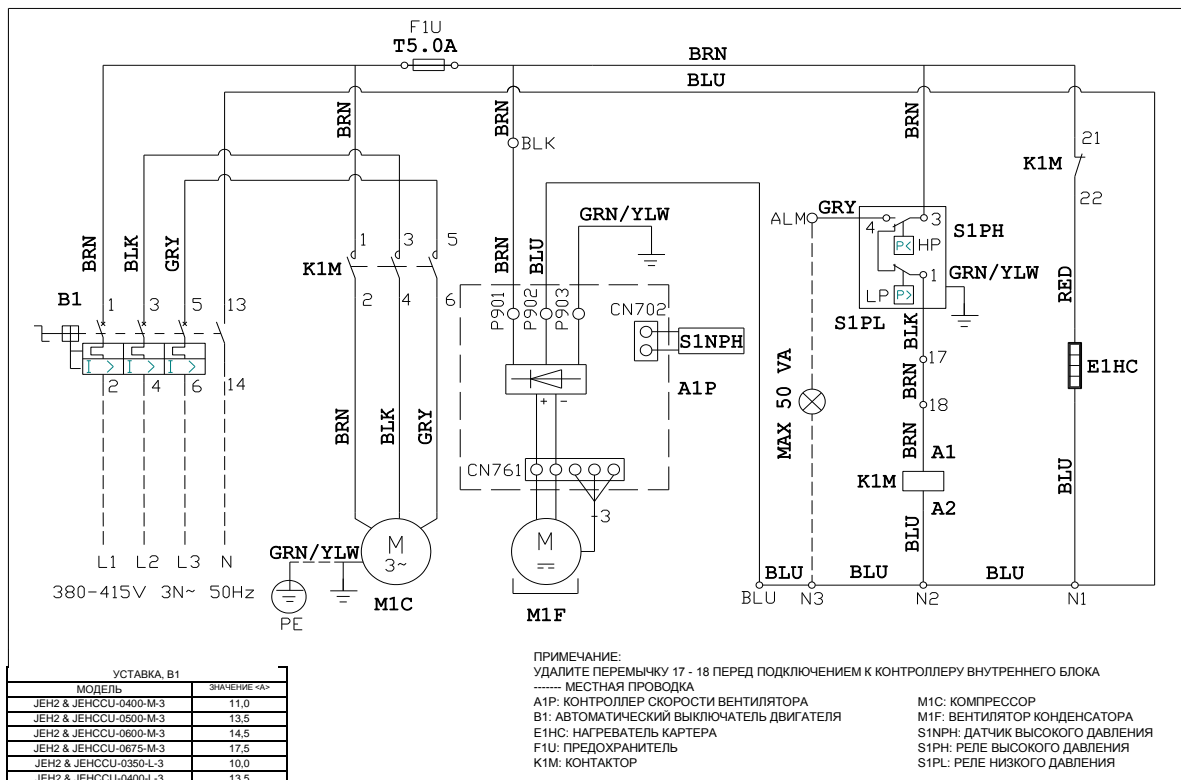 F1U
T5.0A
BRN
BLU
BRN
BRN
BRN
BLK
21
K1M
22
GRN/YLW
ALM
GRY
4
3
S1PH
P<
HP
BRN
BLK
GRY
1
3
5
K1M
2
4
6
BRN
BLU
P901
P902
P903
CN702
S1NPH
1
LP
P>
GRN/YLW
S1PL
RED
B1
1
3
5
13
I >
I >
I >
2
4
6
14
A1P
MAX 50 VA
BLK
17
BRN
18
E1HC
BRN
BLK
GRY
+ -
CN761
BRN
A1
K1M
A2
BLU
BLU
3
L1 L2 L3 N
380-415V 3N~ 50Hz
GRN/YLW
PE
M
3~
M1C
M
M1F
BLU
BLU
BLU
BLU
N3
N2
N1
УСТАВКА, B1
МОДЕЛЬ ЗНАЧЕНИЕ <A>
JEH2 & JEHCCU-0400-M-3 11,0
JEH2 & JEHCCU-0500-M-3 13,5
JEH2 & JEHCCU-0600-M-3 14,5
JEH2 & JEHCCU-0675-M-3 17,5
JEH2 & JEHCCU-0350-L-3 10,0
JEH2 & JEHCCU-0400-L-3 13,5
ПРИМЕЧАНИЕ:
УДАЛИТЕ ПЕРЕМЫЧКУ 17 - 18 ПЕРЕД ПОДКЛЮЧЕНИЕМ К КОНТРОЛЛЕРУ ВНУТРЕННЕГО БЛОКА
------- МЕСТНАЯ ПРОВОДКА
A1P: КОНТРОЛЛЕР СКОРОСТИ ВЕНТИЛЯТОРА
B1: АВТОМАТИЧЕСКИЙ ВЫКЛЮЧАТЕЛЬ ДВИГАТЕЛЯ
E1HC: НАГРЕВАТЕЛЬ КАРТЕРА
F1U: ПРЕДОХРАНИТЕЛЬ
K1M: КОНТАКТОР
M1C: КОМПРЕССОР
M1F: ВЕНТИЛЯТОР КОНДЕНСАТОРА
S1NPH: ДАТЧИК ВЫСОКОГО ДАВЛЕНИЯ
S1PH: РЕЛЕ ВЫСОКОГО ДАВЛЕНИЯ
S1PL: РЕЛЕ НИЗКОГО ДАВЛЕНИЯ